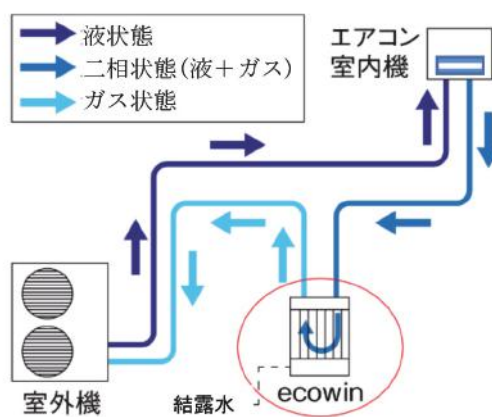 液状態
二相状態(液＋ガス)
ガス状態
エアコン
室内機
室外機
結露水
ecowin